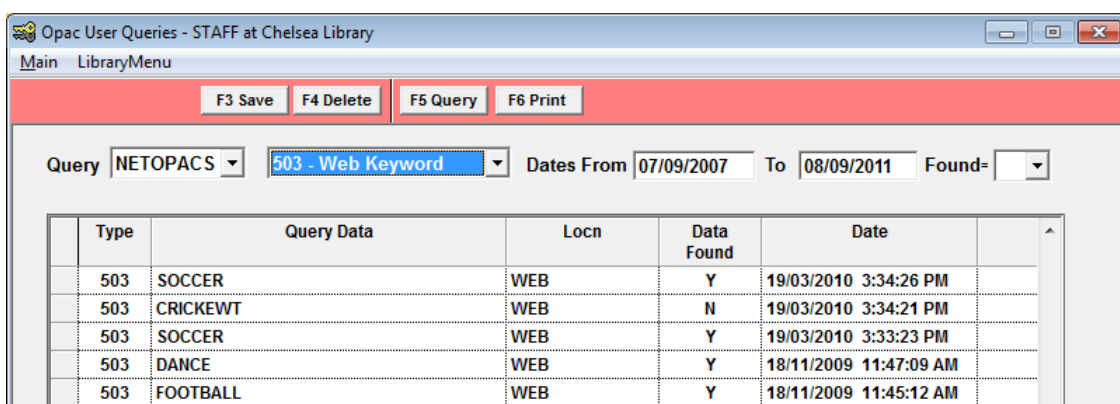 Opac User Queries - STAFF at Chelsea Library
Main LibraryMenu
F3 Save F4 Delete F5 Query F6 Print
Query NETOPACS 503 - Web Keyword Dates From 07/09/2007 To 08/09/2011 Found=
Type Query Data Locn Data Found Date
503 SOCCER WEB Y 19/03/2010 3:34:26 PM
503 CRICKEWT WEB N 19/03/2010 3:34:21 PM
503 SOCCER WEB Y 19/03/2010 3:33:23 PM
503 DANCE WEB Y 18/11/2009 11:47:09 AM
503 FOOTBALL WEB Y 18/11/2009 11:45:12 AM